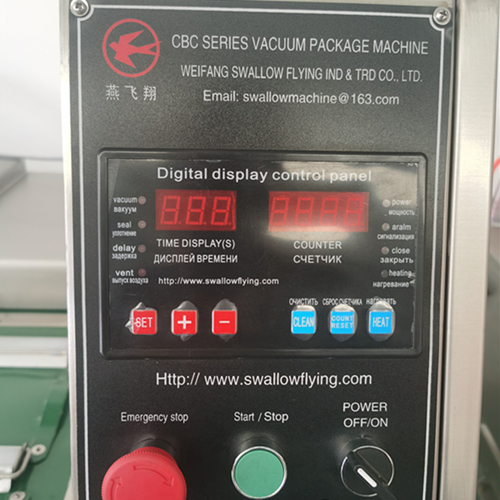 CBC SERIES VACUUM PACKAGE MACHINE
WEIFANG SWALLOW FLYING IND & TRD CO., LTD.
燕飞翔
Email: swallowmachine@163.com
Digital display control panel
vacuum
вакуум
seal
уплотнение
delay
задержка
vent
выпуск воздуха
TIME DISPLAY(S)
ДИСПЛЕЙ ВРЕМЕНИ
COUNTER
СЧЕТЧИК
power
мощность
aralm
сигнализация
close
закрыть
heating
нагревание
http://www.swallowflying.com
SET
+
-
очистить
CLEAN
СБРОС СЧЕТЧИКА
COUNT
RESET
нагревать
HEAT
Http:// www.swallowflying.com
Emergency stop
Start / Stop
POWER
OFF/ON